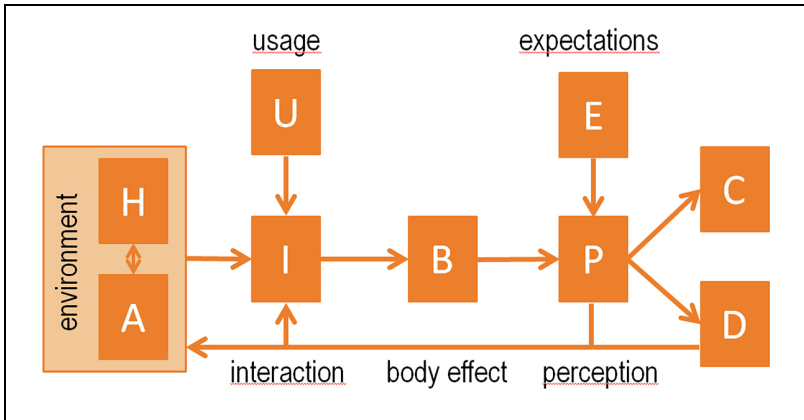 usage
expectations
U
E
environment
H
C
I
B
P
A
D
interaction
body effect
perception